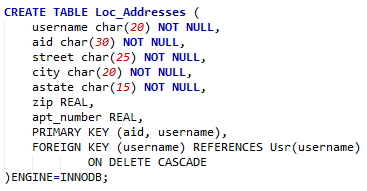 CREATE TABLE Loc_Addresses (
username char(20) NOT NULL,
aid char(30) NOT NULL,
street char(25) NOT NULL,
city char(20) NOT NULL,
astate char(15) NOT NULL,
zip REAL,
apt_number REAL,
PRIMARY KEY (aid, username),
FOREIGN KEY (username) REFERENCES Usr(username)
ON DELETE CASCADE
)ENGINE=INNODB;